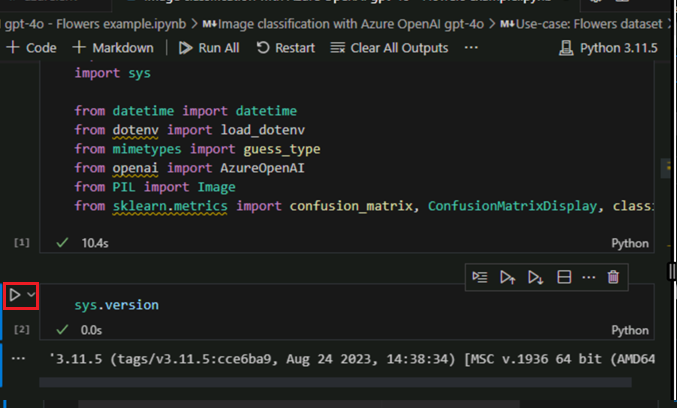 gpt-4o - Flowers example.ipynb > M↓Image classification with Azure OpenAI gpt-4o > M↓Use-case: Flowers dataset >
+ Code + Markdown Run All Restart Clear All Outputs ... Python 3.11.5
import sys
from datetime import datetime
from dotenv import load_dotenv
from mimetypes import guess_type
from openai import AzureOpenAI
from PIL import Image
from sklearn.metrics import confusion_matrix, ConfusionMatrixDisplay, classi
[1] ✓ 10.4s Python
sys.version
[2] ✓ 0.0s Python
... '3.11.5 (tags/v3.11.5:cce6ba9, Aug 24 2023, 14:38:34) [MSC v.1936 64 bit (AMD64